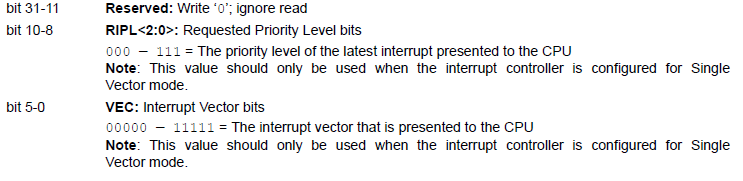 bit 31-11 Reserved: Write ‘0’; ignore read
bit 10-8 RIPL<2:0>: Requested Priority Level bits
000 – 111 = The priority level of the latest interrupt presented to the CPU
Note: This value should only be used when the interrupt controller is configured for Single
Vector mode.
bit 5-0 VEC: Interrupt Vector bits
00000 – 11111 = The interrupt vector that is presented to the CPU
Note: This value should only be used when the interrupt controller is configured for Single
Vector mode.